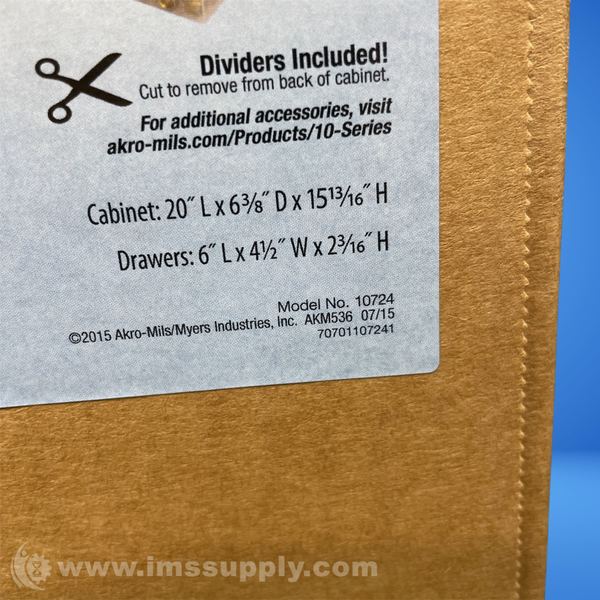 Dividers Included!
Cut to remove from back of cabinet.
For additional accessories, visit
akro-mils.com/Products/10-Series
Cabinet: 20″ L x 6⅜″ D x 15¹³⁄₁₆″ H
Drawers: 6″ L x 4½″ W x 2³⁄₁₆″ H
Model No. 10724
©2015 Akro-Mils/Myers Industries, Inc. AKM536 07/15
70701107241
www.imssupply.com